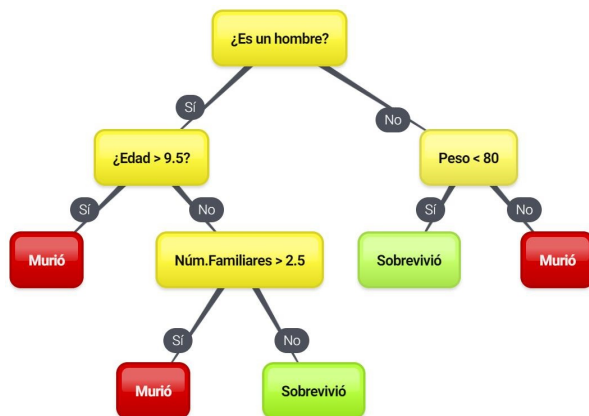 ¿Es un hombre?
Sí
No
¿Edad > 9.5?
Peso < 80
Sí
No
Sí
No
Murió
Núm.Familiares > 2.5
Sobrevivió
Murió
Sí
No
Murió
Sobrevivió